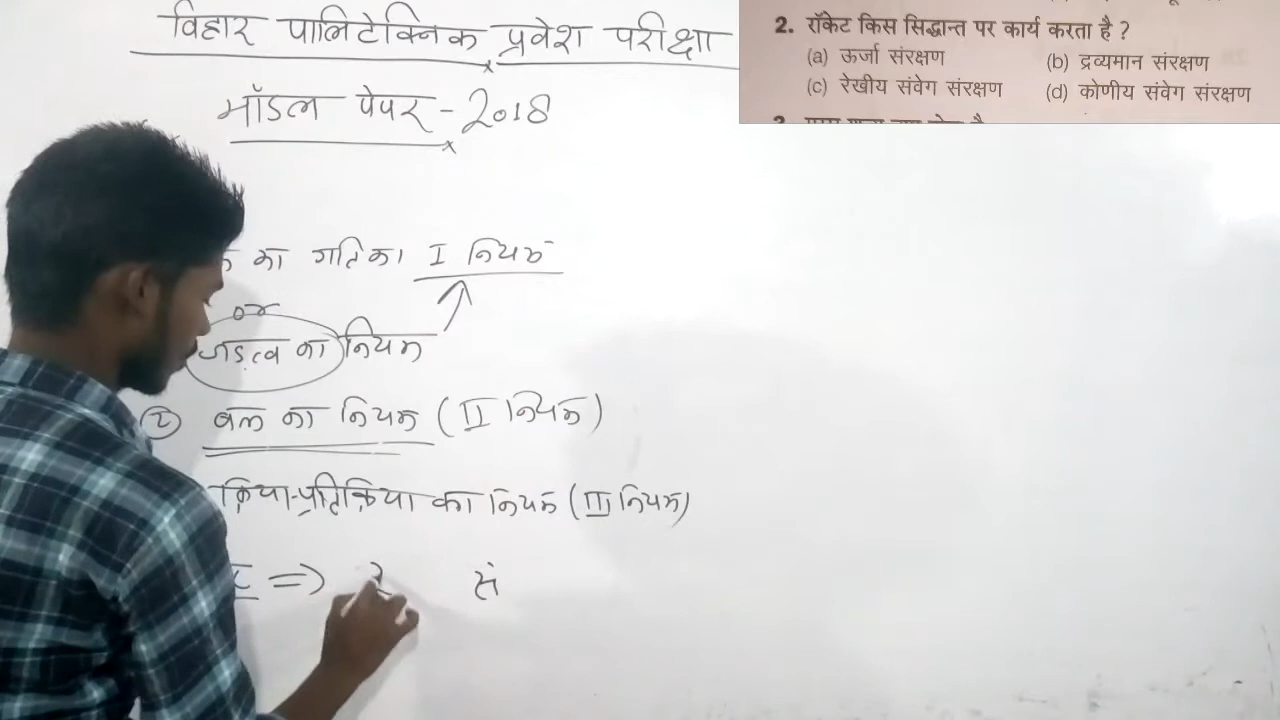 बिहार पालिटेक्निक प्रवेश परीक्षा
मॉडल पेपर - 2018
2. रॉकेट किस सिद्धान्त पर कार्य करता है ?
(a) ऊर्जा संरक्षण (b) द्रव्यमान संरक्षण
(c) रेखीय संवेग संरक्षण (d) कोणीय संवेग संरक्षण
का गति का I नियम
or
जड़त्व का नियम
② बल का नियम (II नियम)
क्रिया-प्रतिक्रिया का नियम (III नियम)
=> रे सं